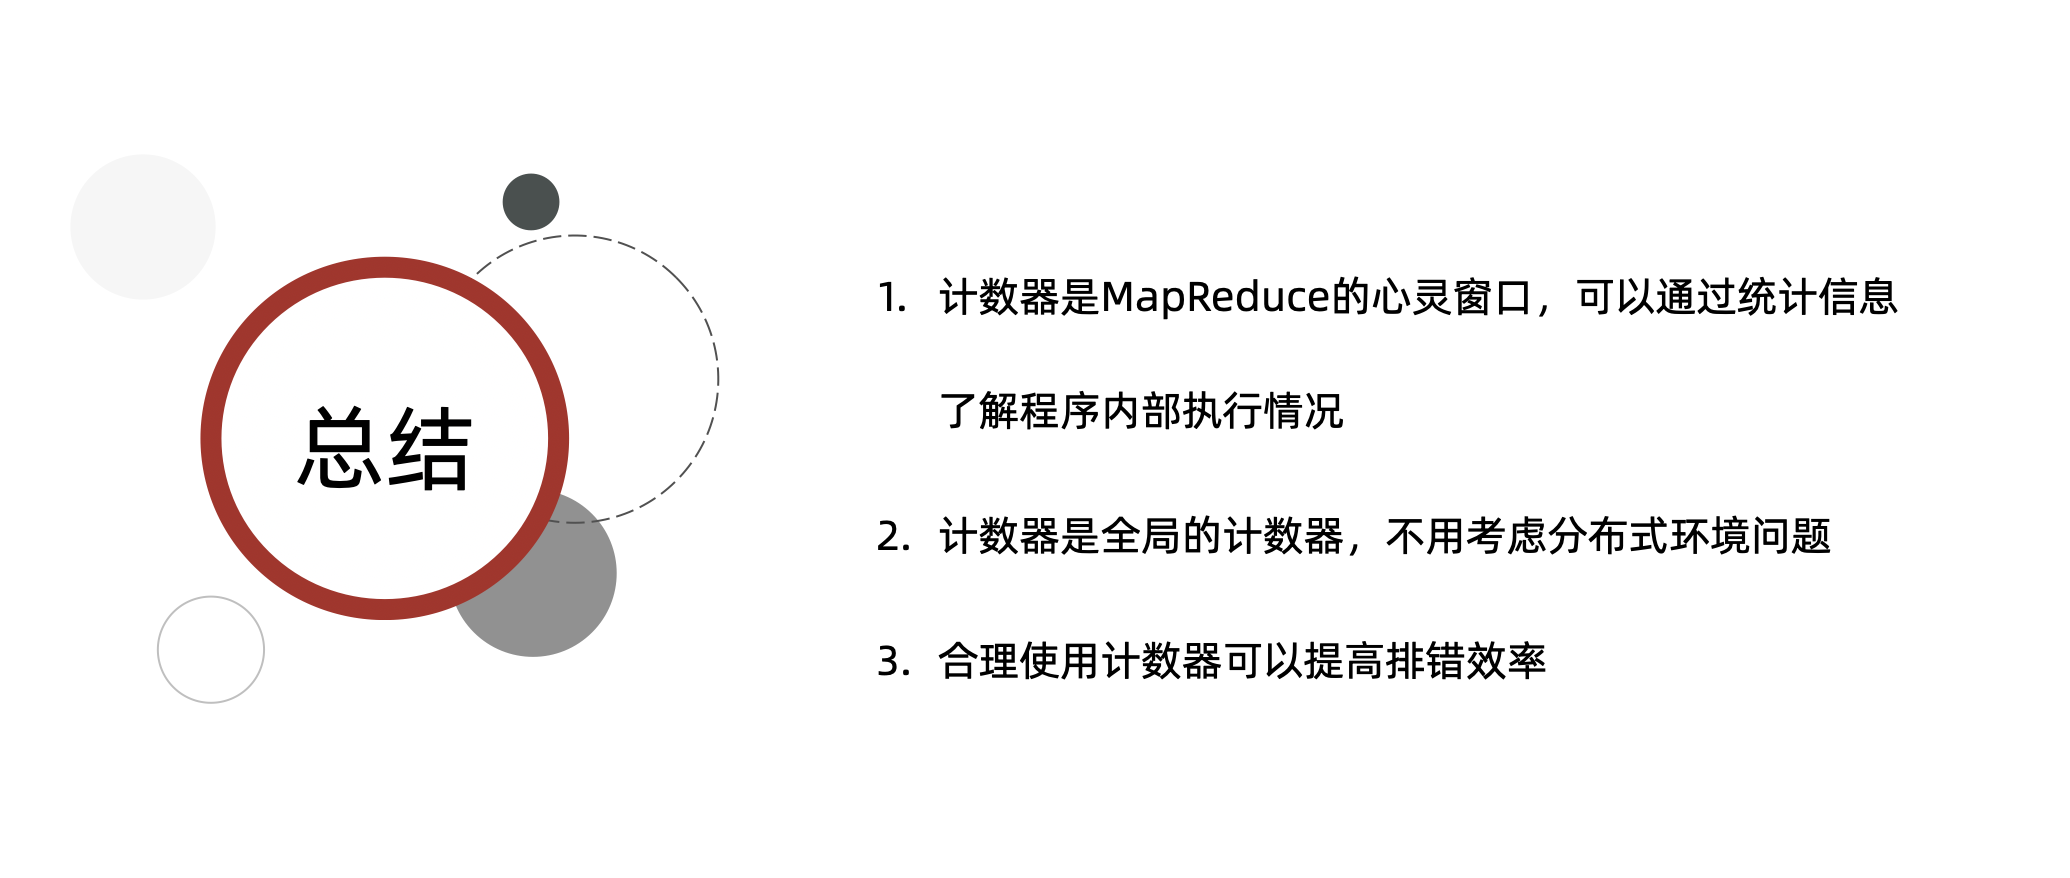 总结
1. 计数器是MapReduce的心灵窗口，可以通过统计信息
了解程序内部执行情况
2. 计数器是全局的计数器，不用考虑分布式环境问题
3. 合理使用计数器可以提高排错效率